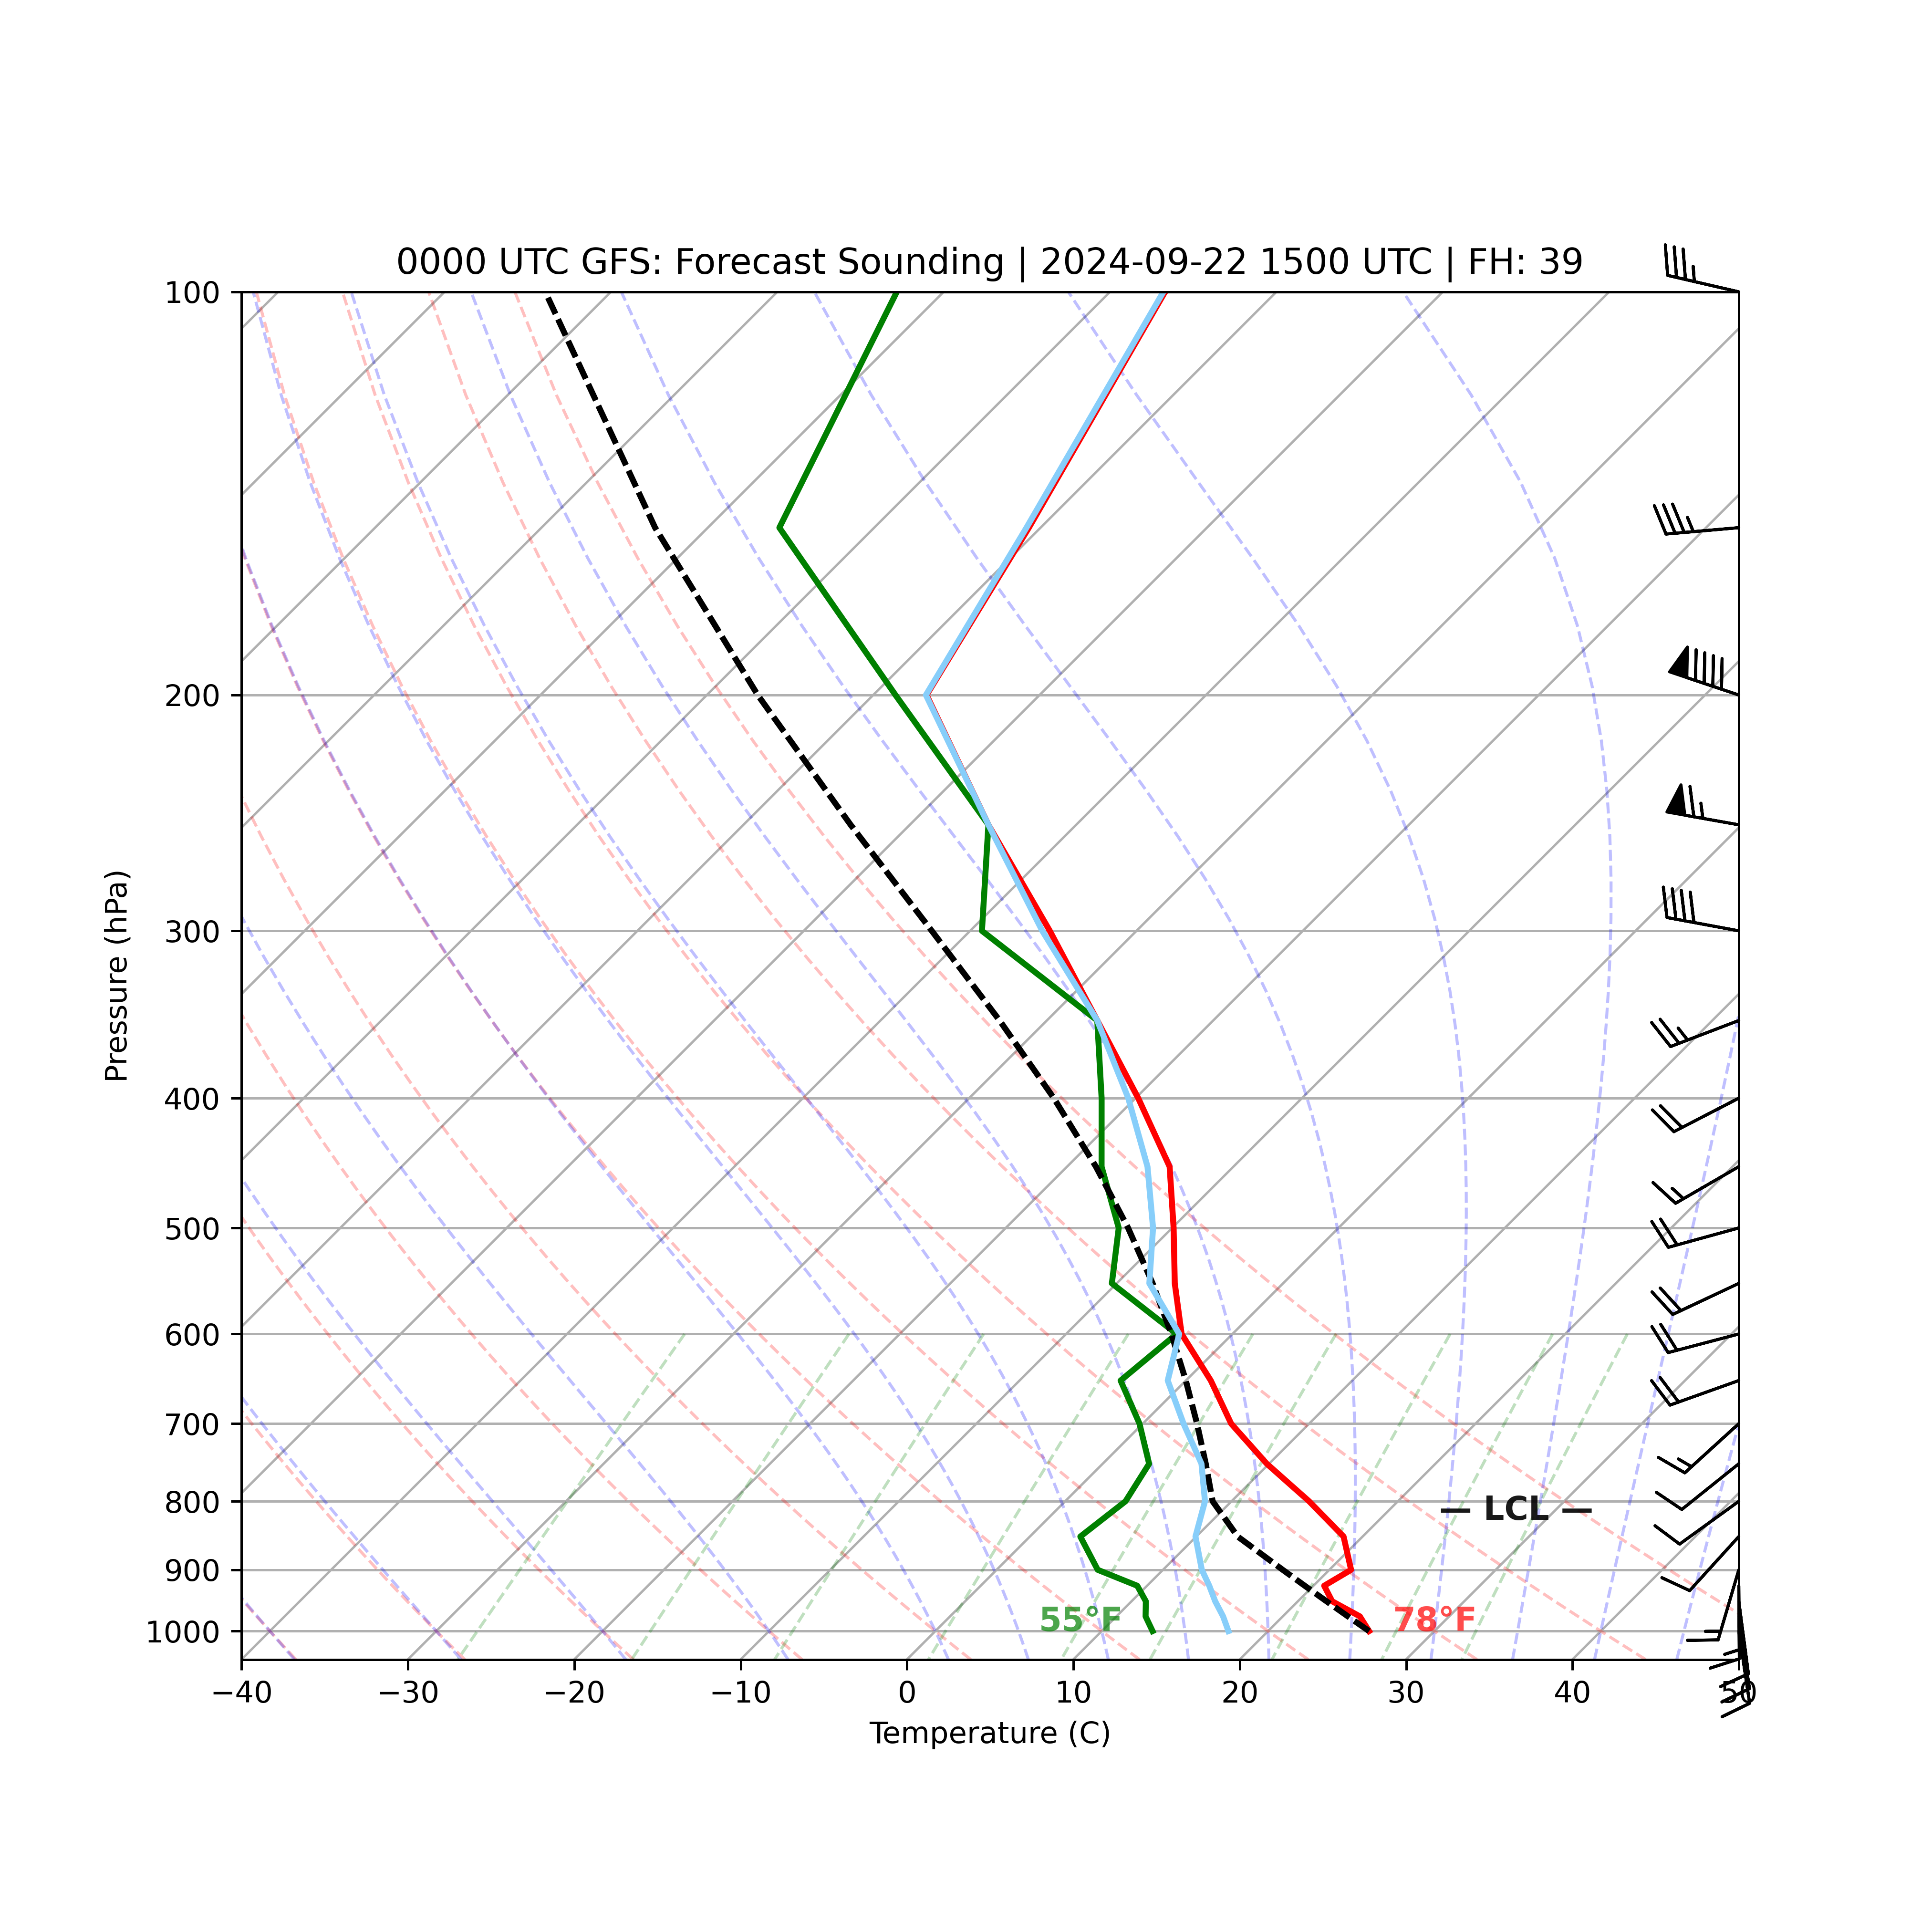 0000 UTC GFS: Forecast Sounding | 2024-09-22 1500 UTC | FH: 39
100
200
300
400
500
600
700
800
900
1000
Pressure (hPa)
— LCL —
55°F
78°F
−40 −30 −20 −10 0 10 20 30 40 50
Temperature (C)